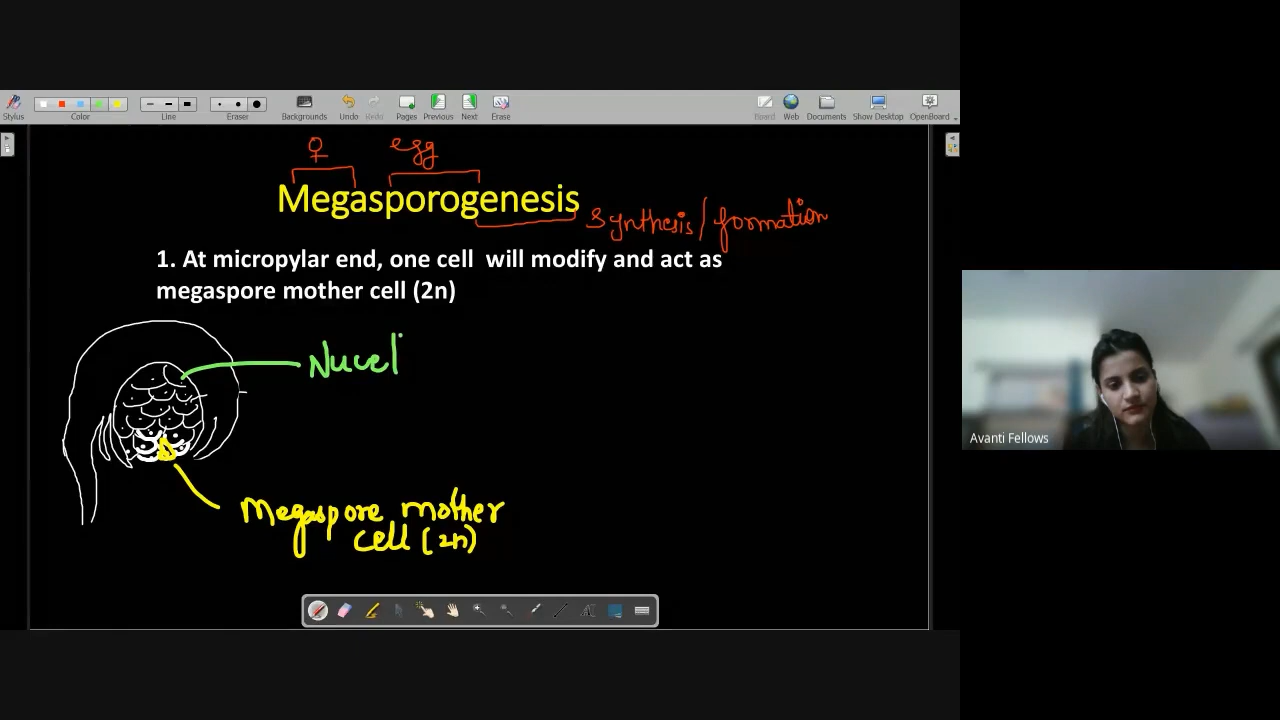 Stylus
Color
Line
Eraser
Backgrounds
Undo
Redo
Pages
Previous
Next
Erase
Board
Web
Documents
Show Desktop
OpenBoard
♀ egg
Megasporogenesis
synthesis/formation
1. At micropylar end, one cell will modify and act as
megaspore mother cell (2n)
Nucel
Megaspore mother
cell (2n)
Avanti Fellows